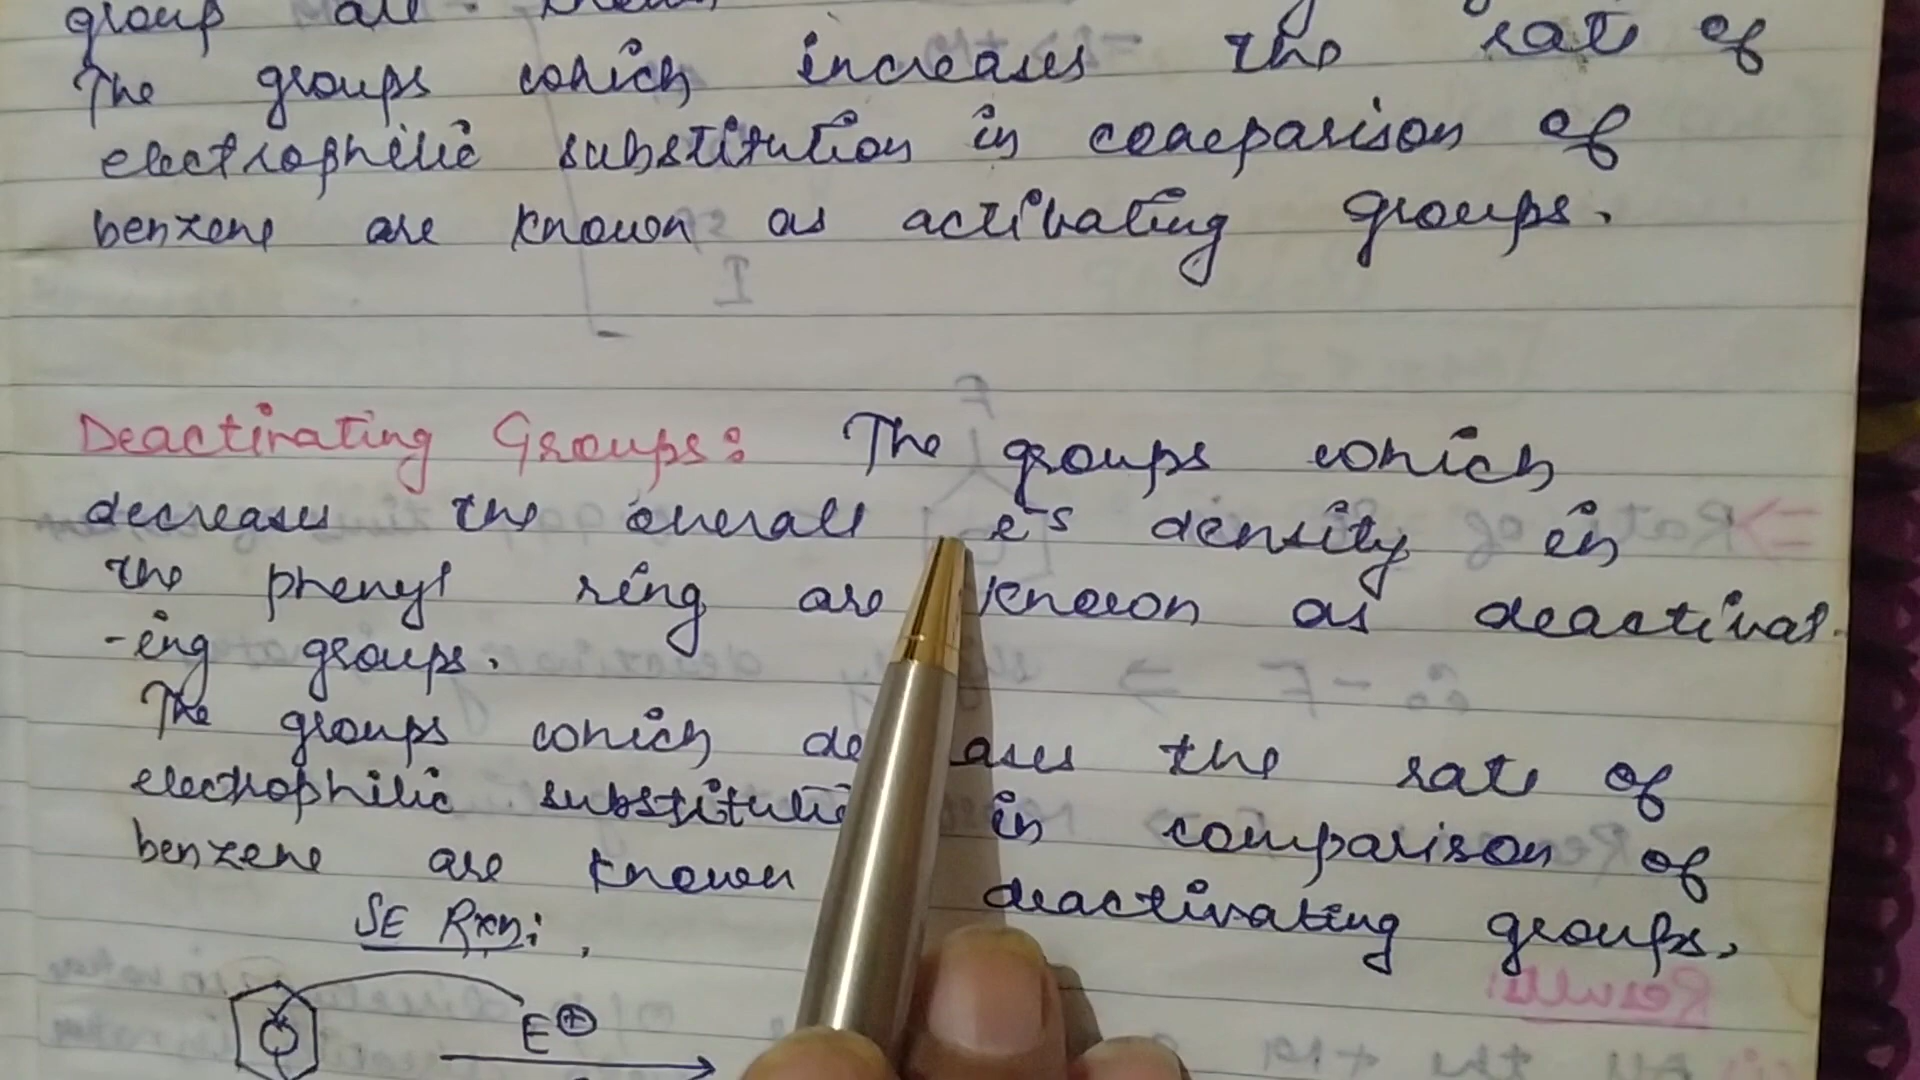 group are
The groups which increases the rate of
electrophilic substitution in comparison of
benzene are known as activating groups.
Deactivating Groups: The groups which
decreases the overall e⁻s density in
the phenyl ring are known as deactivat-
-ing groups.
The groups which de ases the rate of
electrophilic substituti in comparison of
benzene are known deactivating groups.
SE Rxn:
E⊕